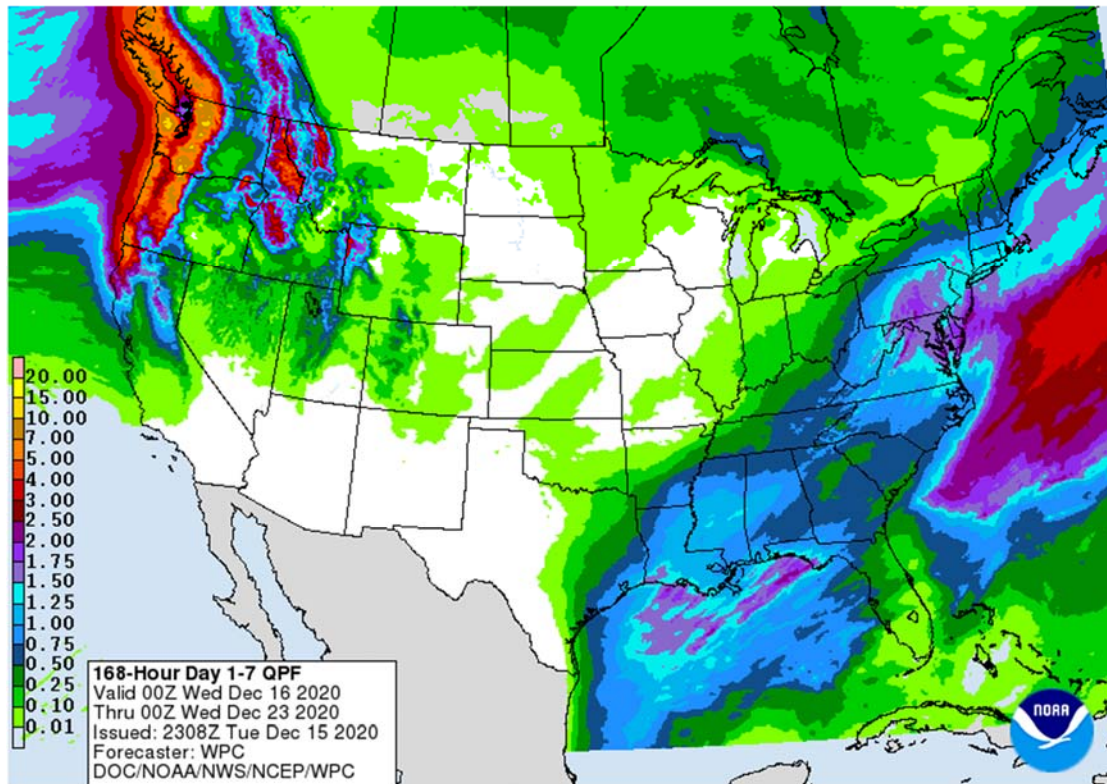 20.00
15.00
10.00
7.00
5.00
4.00
3.00
2.50
2.00
1.75
1.50
1.25
1.00
0.75
0.50
0.25
0.10
0.01
168-Hour Day 1-7 QPF
Valid 00Z Wed Dec 16 2020
Thru 00Z Wed Dec 23 2020
Issued: 2308Z Tue Dec 15 2020
Forecaster: WPC
DOC/NOAA/NWS/NCEP/WPC
NOAA